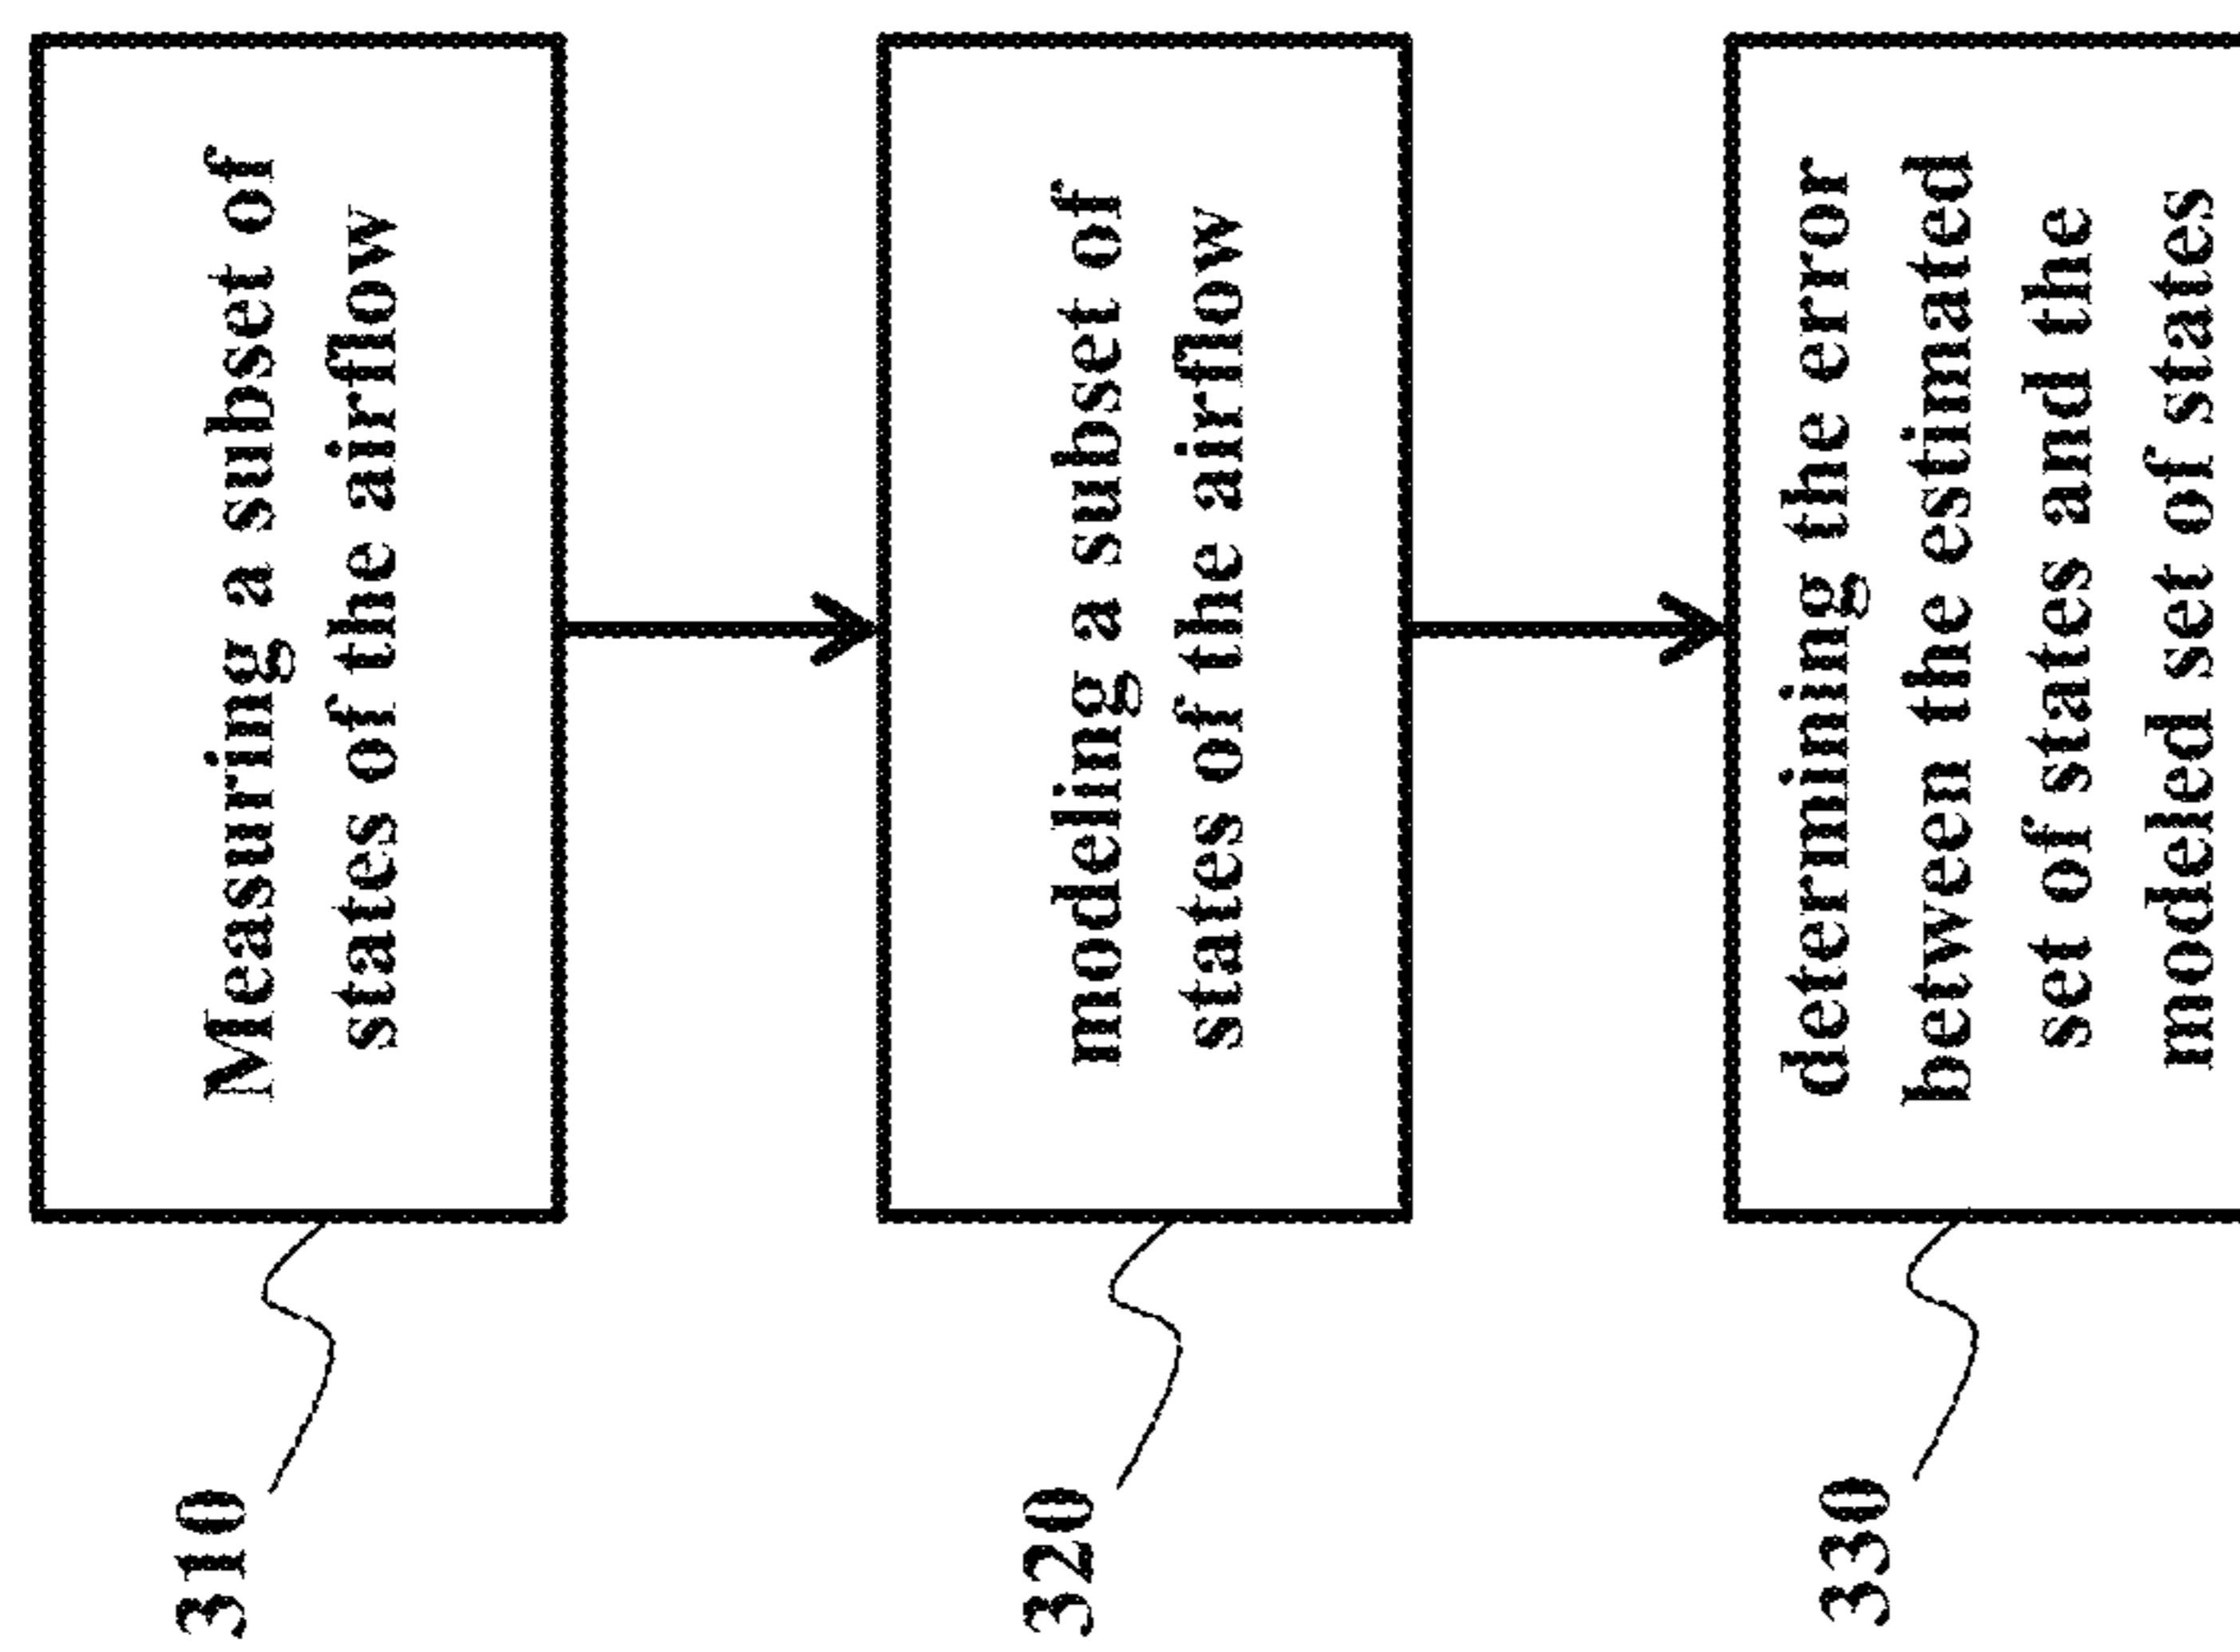 310
Measuring a subset of
states of the airflow
320
modeling a subset of
states of the airflow
330
determining the error
between the estimated
set of states and the
modeled set of states